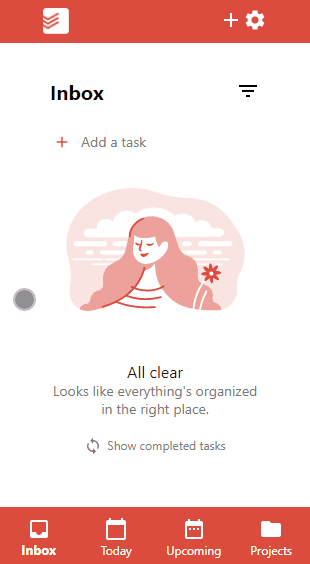 Inbox
Add a task
All clear
Looks like everything's organized
in the right place.
Show completed tasks
Inbox
Today
Upcoming
Projects